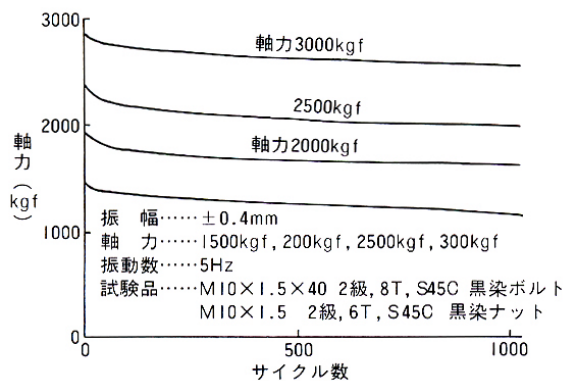 3000
軸力3000kgf
2500kgf
2000
軸力2000kgf
軸力(kgf)
1000
振 幅……±0.4mm
軸 力……1500kgf, 200kgf, 2500kgf, 300kgf
振動数……5Hz
試験品……M10×1.5×40 2級, 8T, S45C 黒染ボルト
M10×1.5 2級, 6T, S45C 黒染ナット
0
0
500
1000
サイクル数